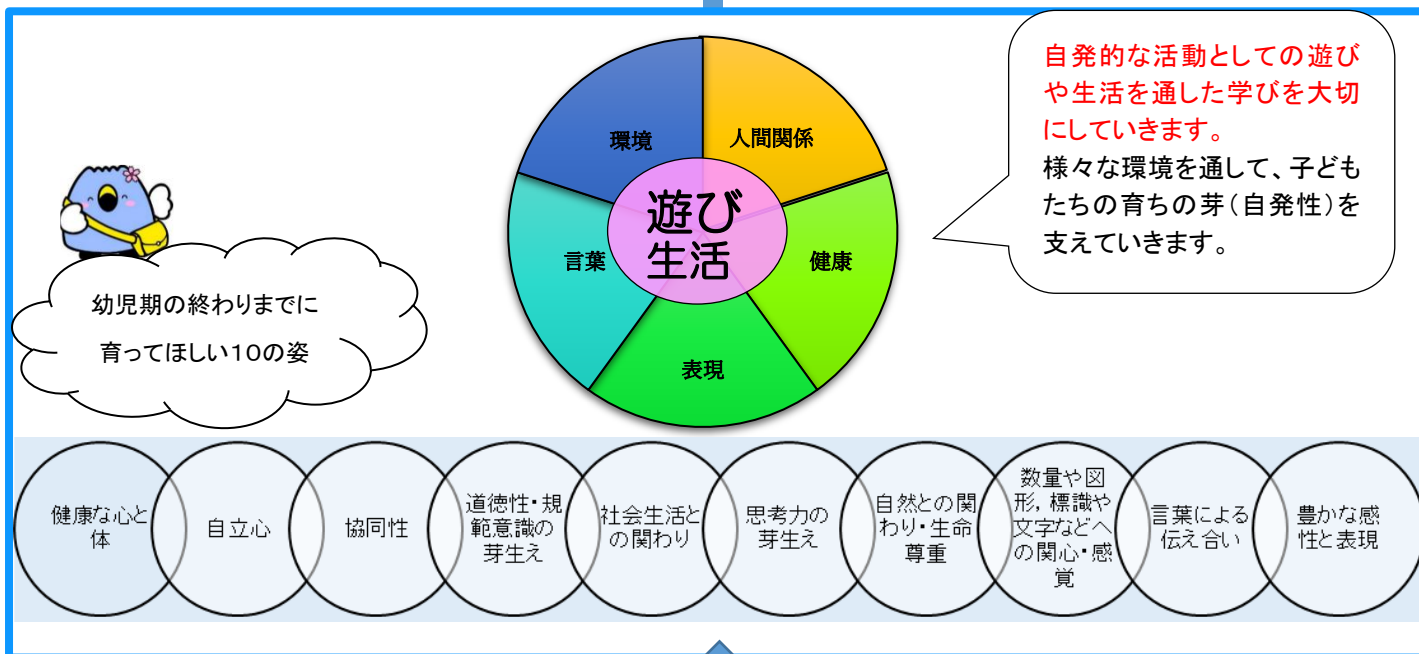 自発的な活動としての遊び
や生活を通した学びを大切
にしていきます。
様々な環境を通して、子ども
たちの育ちの芽(自発性)を
支えていきます。
環境
人間関係
遊び
生活
言葉
健康
表現
幼児期の終わりまでに
育ってほしい10の姿
健康な心と
体
自立心
協同性
道徳性・規
範意識の
芽生え
社会生活と
の関わり
思考力の
芽生え
自然との関
わり・生命
尊重
数量や図
形,標識や
文字などへ
の関心・感
覚
言葉による
伝え合い
豊かな感
性と表現